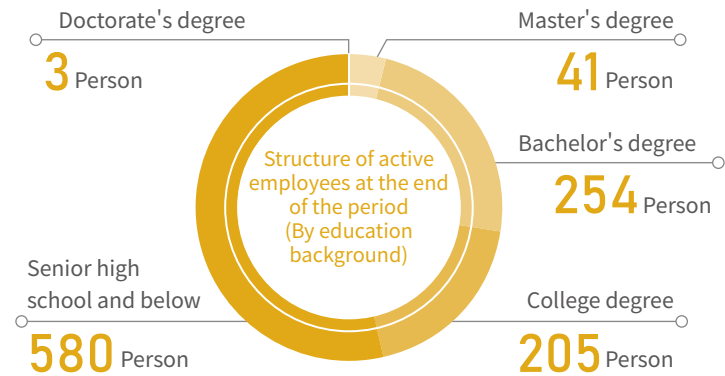 Doctorate's degree
3 Person
Master's degree
41 Person
Bachelor's degree
254 Person
Structure of active
employees at the end
of the period
(By education
background)
Senior high
school and below
580 Person
College degree
205 Person